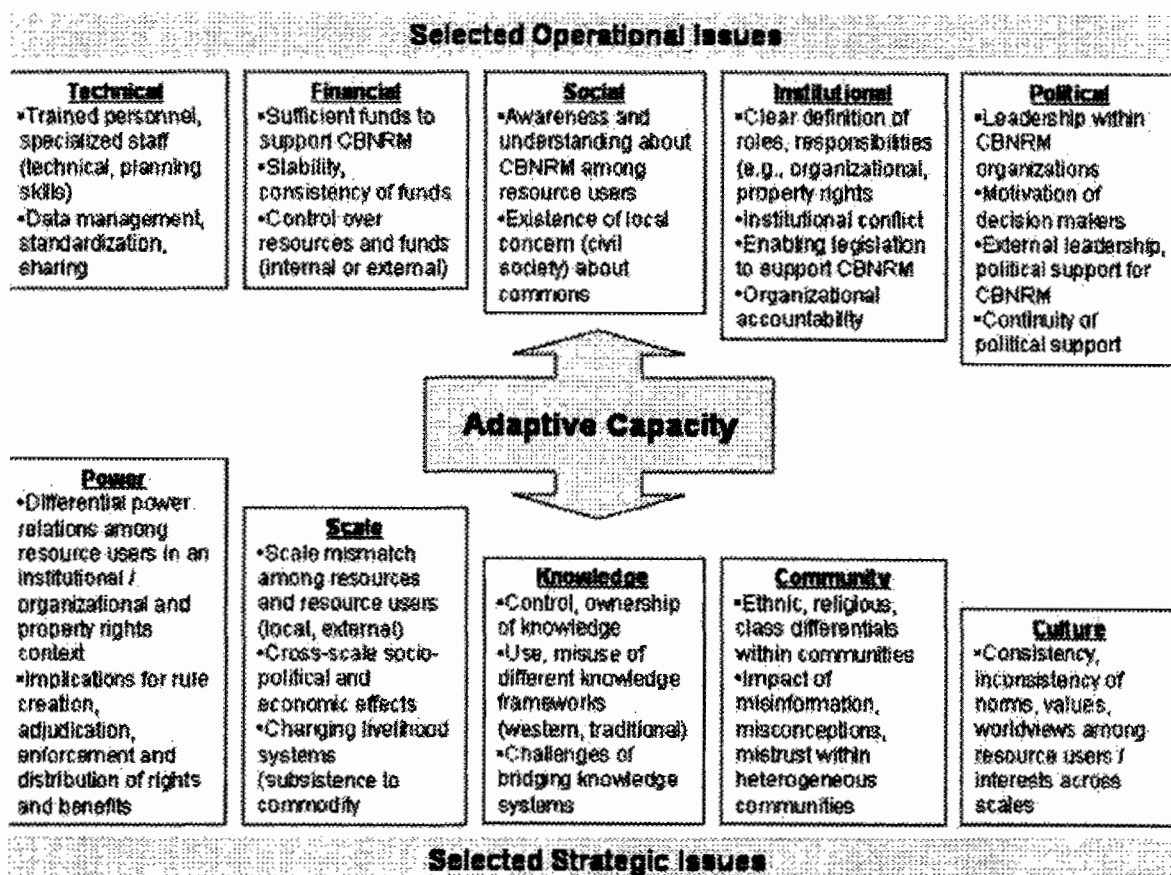 Selected Operational Issues
Technical
•Trained personnel,
specialized staff
(technical, planning
skills)
•Data management,
standardization,
sharing
Financial
•Sufficient funds to
support CBNRM
•Stability,
consistency of funds
•Control over
resources and funds
(internal or external)
Social
•Awareness and
understanding about
CBNRM among
resource users
•Existence of local
concern (civil
society) about
commons
Institutional
•Clear definition of
roles, responsibilities
(e.g., organizational,
property rights
•Institutional conflict
•Enabling legislation
to support CBNRM
•Organizational
accountability
Political
•Leadership within
CBNRM
organizations
•Motivation of
decision makers
•External leadership,
political support for
CBNRM
•Continuity of
political support
Adaptive Capacity
Power
•Differential power
relations among
resource users in an
institutional /
organizational and
property rights
context
•Implications for rule
creation,
adjudication,
enforcement and
distribution of rights
and benefits
Scale
•Scale mismatch
among resources
and resource users
(local, external)
•Cross-scale socio-
political and
economic effects
•Changing livelihood
systems
(subsistence to
commodify
Knowledge
•Control, ownership
of knowledge
•Use, misuse of
different knowledge
frameworks
(western, traditional)
•Challenges of
bridging knowledge
systems
Community
•Ethnic, religious,
class differentials
within communities
•Impact of
misinformation,
misconceptions,
mistrust within
heterogeneous
communities
Culture
•Consistency,
inconsistency of
norms, values,
worldviews among
resource users /
interests across
scales
Selected Strategic Issues